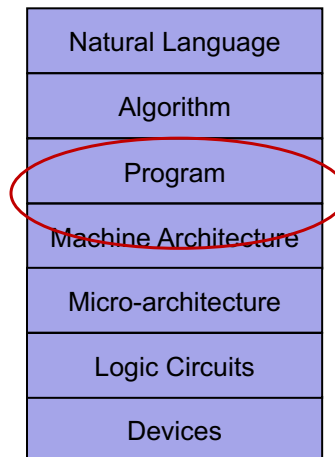 Natural Language
Algorithm
Program
Machine Architecture
Micro-architecture
Logic Circuits
Devices